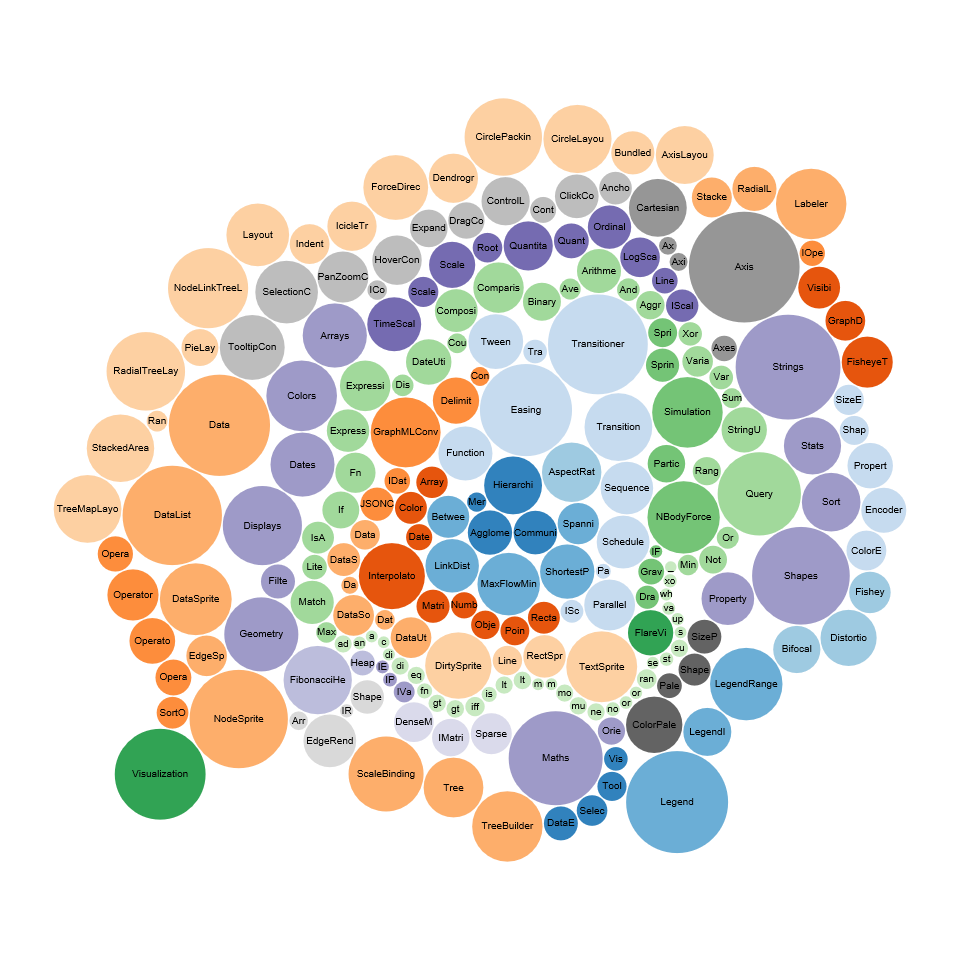 CirclePackin
CircleLayou
Bundled
AxisLayou
Dendrogr
ForceDirec
Stacke
RadialL
Labeler
Ancho
ClickCo
ControlL
Cont
Cartesian
DragCo
Expand
IcicleTr
Layout
Indent
Ordinal
Quant
Quantita
Root
Ax
Axi
IOpe
HoverCon
Scale
LogSca
Axis
PanZoomC
Arithme
Line
Visibi
NodeLinkTreeL
SelectionC
ICo
Scale
Comparis
Ave
And
Binary
Aggr
IScal
Composi
TimeScal
GraphD
Arrays
Spri
Xor
Tween
Cou
Transitioner
PieLay
TooltipCon
Tra
Axes
DateUti
Varia
FisheyeT
Sprin
Strings
RadialTreeLay
Con
Var
Expressi
Dis
Colors
Sum
SizeE
Delimit
Easing
Simulation
Ran
Data
Transition
StringU
Shap
Express
GraphMLConv
StackedArea
Stats
Function
Dates
Partic
Propert
Rang
Fn
AspectRat
IDat
Array
Hierarchi
Sequence
Query
Sort
Mer
JSONC
Color
TreeMapLayo
If
Encoder
DataList
Betwee
NBodyForce
Spanni
Displays
Agglome
Communi
Data
Date
IsA
Or
Schedule
IF
ColorE
Opera
DataS
Not
Min
Lite
LinkDist
ShortestP
Pa
Grav
_
Interpolato
Shapes
xo
Filte
Da
MaxFlowMin
Fishey
Operator
DataSprite
wh
Dra
Property
Match
Parallel
Matri
Numb
va
ISc
DataSo
Recta
up
Dat
Obje
Poin
s
Geometry
Max
FlareVi
a
DataUt
SizeP
Distortio
Operato
ad
an
c
su
Bifocal
di
EdgeSp
RectSpr
st
Line
Heap
se
di
IE
DirtySprite
TextSprite
Shape
eq
Opera
ran
IP
FibonacciHe
Pale
LegendRange
lt
lt
m
m
fn
IVa
is
mo
or
Shape
or
gt
iff
mu
gt
no
ne
IR
SortO
NodeSprite
Arr
DenseM
ColorPale
Orie
LegendI
Sparse
IMatri
EdgeRend
Maths
Vis
Visualization
ScaleBinding
Tree
Tool
Legend
Selec
DataE
TreeBuilder